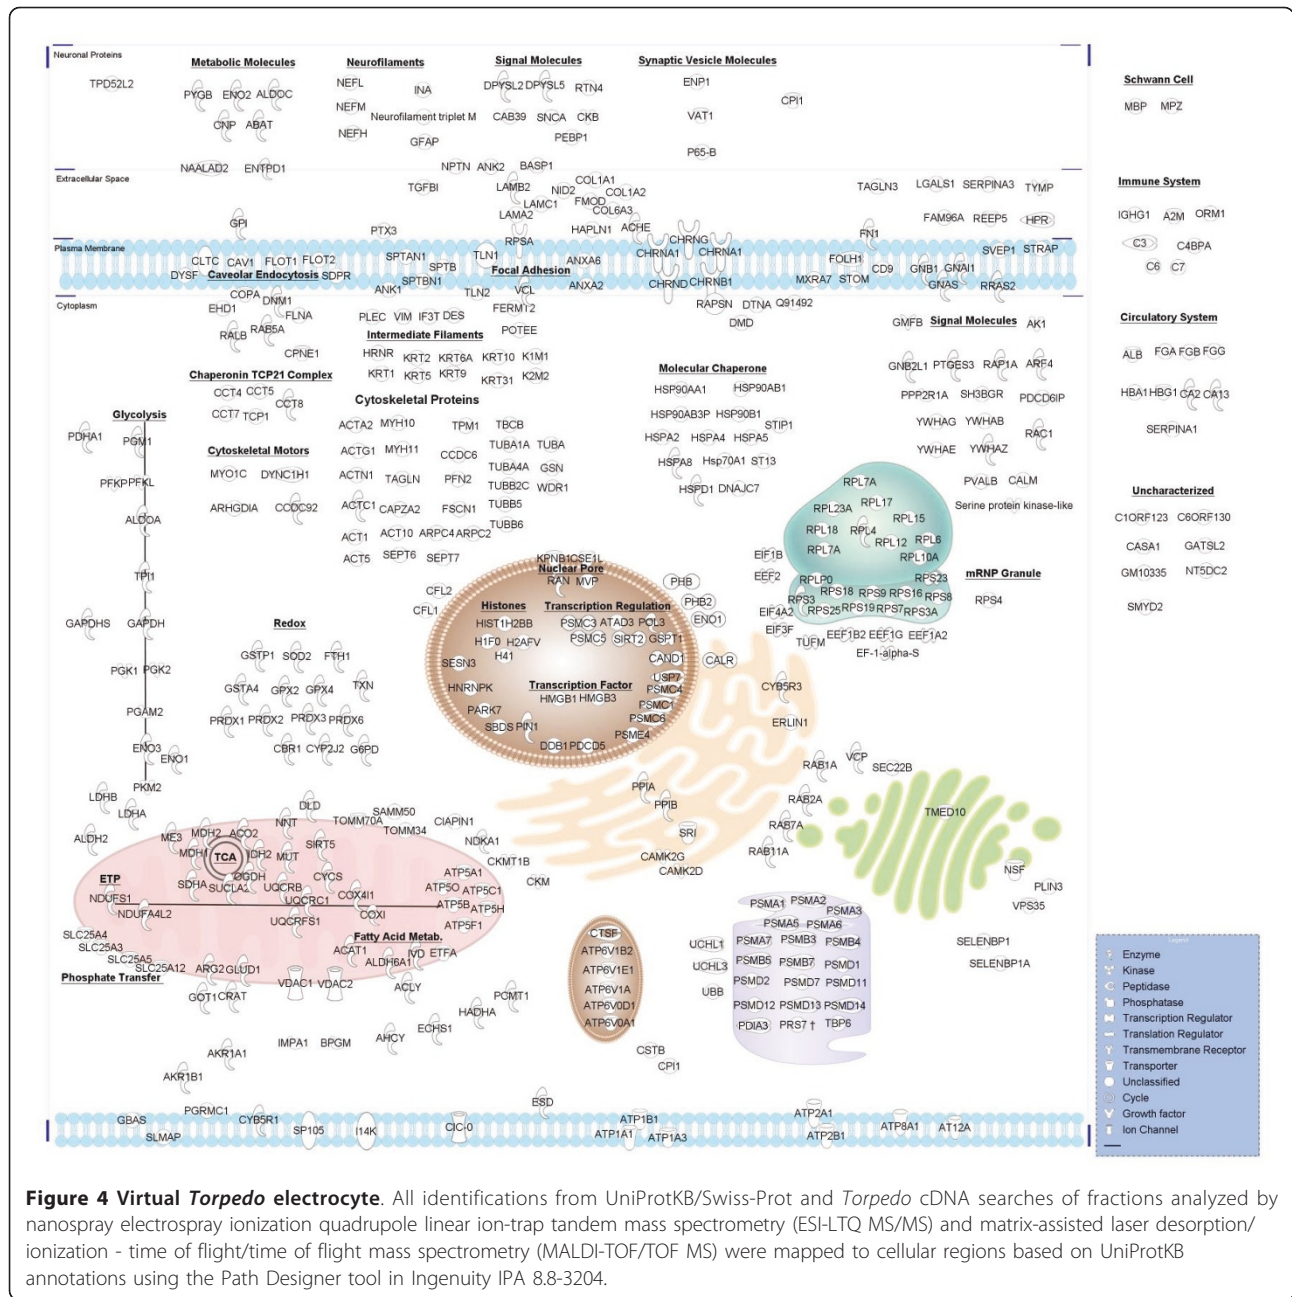 Neuronal Proteins
TPD52L2
Metabolic Molecules
PYGB ENO2 ALDOC
CNP ABAT
NAALAD2 ENTPD1
Neurofilaments
NEFL INA
NEFM
Neurofilament triplet M
NEFH GFAP
Signal Molecules
DPYSL2 DPYSL5 RTN4
CAB39 SNCA CKB
PEBP1
NPTN ANK2 BASP1
Synaptic Vesicle Molecules
ENP1
CPI1
VAT1
P65-B
Schwann Cell
MBP MPZ
Extracellular Space
TGFBI
LAMB2 NID2 COL1A1
COL1A2
LAMC1 FMOD
COL6A3
LAMA2
HAPLN1 ACHE
GPI
PTX3
RPSA
CHRNG
TAGLN3 LGALS1 SERPINA3 TYMP
FAM96A REEP5 HPR
FN1
Immune System
IGHG1 A2M ORM1
C3 C4BPA
C6 C7
Plasma Membrane
CLTC CAV1 FLOT1 FLOT2
DYSF SDPR
Caveolar Endocytosis
SPTAN1
SPTB
SPTBN1
ANK1
TLN1
Focal Adhesion
TLN2 VCL
ANXA6
ANXA2
CHRNA1 CHRNA1
CHRND CHRNB1
FOLH1
CD9
MXRA7 STOM
GNB1 GNAI1
GNAS RRAS2
SVEP1 STRAP
Cytoplasm
COPA
EHD1 DNM1
FLNA
RALB RAB5A
CPNE1
PLEC VIM IF3T DES
FERMT2
POTEE
Intermediate Filaments
HRNR KRT2 KRT6A KRT10 K1M1
KRT1 KRT5 KRT9 KRT31 K2M2
RAPSN DTNA Q91492
DMD
GMFB
Signal Molecules
AK1
GNB2L1 PTGES3 RAP1A ARF4
PPP2R1A SH3BGR PDCD6IP
YWHAG YWHAB
RAC1
YWHAE YWHAZ
PVALB CALM
Serine protein kinase-like
Circulatory System
ALB FGA FGB FGG
HBA1 HBG1 CA2 CA13
SERPINA1
Chaperonin TCP21 Complex
CCT4 CCT5
CCT8
CCT7 TCP1
Molecular Chaperone
HSP90AA1 HSP90AB1
HSP90AB3P HSP90B1
STIP1
HSPA2 HSPA4 HSPA5
HSPA8 Hsp70A1 ST13
HSPD1 DNAJC7
Cytoskeletal Proteins
ACTA2 MYH10 TPM1 TBCB
ACTG1 MYH11 CCDC6 TUBA1A TUBA
ACTN1 TAGLN PFN2 TUBA4A GSN
TUBB2C WDR1
ACTC1 CAPZA2 FSCN1 TUBB5
ACT1 ACT10 ARPC4 ARPC2 TUBB6
ACT5 SEPT6 SEPT7
Cytoskeletal Motors
MYO1C DYNC1H1
ARHGDIA CCDC92
Glycolysis
PDHA1 PGM1
PFKP PFKL
ALDOA
TPI1
GAPDHS GAPDH
PGK1 PGK2
PGAM2
ENO3
ENO1
PKM2
LDHB
LDHA
ALDH2
Redox
GSTP1 SOD2 FTH1
GSTA4 GPX2 GPX4 TXN
PRDX1 PRDX2 PRDX3 PRDX6
CBR1 CYP2J2 G6PD
CFL2
CFL1
KPNB1 CSE1L
Nuclear Pore
RAN MVP
Histones
HIST1H2BB
H1F0 H2AFV
H41
Transcription Regulation
PSMC3 ATAD3 POL3
PSMC5 SIRT2 GSPT1
SESN3
HNRNPK
PARK7
SBDS PIN1
Transcription Factor
HMGB1 HMGB3
DDB1 PDCD5
CAND1
USP7
PSMC4
PSMC1
PSMC6
PSME4
PHB
PHB2
ENO1
CALR
RPL7A
RPL23A RPL17
RPL15
RPL18 RPL4
RPL12 RPL6
RPL7A RPL10A
RPLP0 RPS23
RPS3 RPS18 RPS9 RPS16 RPS8
RPS25 RPS19 RPS7 RPS3A
EIF1B
EEF2
EIF4A2
EIF3F
TUFM EEF1B2 EEF1G EEF1A2
EF-1-alpha-S
mRNP Granule
RPS4
Uncharacterized
C1ORF123 C6ORF130
CASA1 GATSL2
GM10335 NT5DC2
SMYD2
CYB5R3
ERLIN1
RAB1A VCP SEC22B
RAB2A
RAB7A
RAB11A
TMED10
NSF
PLIN3
VPS35
SELENBP1
SELENBP1A
PPIA
PPIB
SRI
CAMK2G
CAMK2D
DLD SAMM50
NNT TOMM70A TOMM34 CIAPIN1
NDKA1
CKMT1B
CKM
ME3 MDH2 ACO2
SIRT5
MDH1 TCA IDH2 MUT
SDHA OGDH CYCS
SUCLA2 UQCRB
COX4I1
UQCRC1
COXI
UQCRFS1
ETP
NDUFS1
NDUFA4L2
ATP5A1
ATP5O ATP5C1
ATP5B ATP5H
ATP5F1
Fatty Acid Metab.
ACAT1 IVD ETFA
ALDH6A1
SLC25A4
SLC25A3
SLC25A5
SLC25A12
Phosphate Transfer
ARG2 GLUD1
GOT1 CRAT
VDAC1 VDAC2
ACLY
PCMT1
HADHA
ECHS1
AHCY
IMPA1 BPGM
AKR1A1
AKR1B1
CTSF
ATP6V1B2
ATP6V1E1
ATP6V1A
ATP6V0D1
ATP6V0A1
UCHL1
UCHL3
UBB
PSMA1 PSMA2 PSMA3
PSMA5 PSMA6
PSMA7 PSMB3 PSMB4
PSMB5 PSMB7 PSMD1
PSMD2 PSMD7 PSMD11
PSMD12 PSMD13 PSMD14
PDIA3 PRS7 † TBP6
CSTB
CPI1
Legend
Enzyme
Kinase
Peptidase
Phosphatase
Transcription Regulator
Translation Regulator
Transmembrane Receptor
Transporter
Unclassified
Cycle
Growth factor
Ion Channel
GBAS PGRMC1 CYB5R1
SLMAP SP105 I14K ClC-0
ESD
ATP1B1
ATP1A1 ATP1A3
ATP2A1
ATP2B1 ATP8A1 AT12A
Figure 4 Virtual Torpedo electrocyte. All identifications from UniProtKB/Swiss-Prot and Torpedo cDNA searches of fractions analyzed by
nanospray electrospray ionization quadrupole linear ion-trap tandem mass spectrometry (ESI-LTQ MS/MS) and matrix-assisted laser desorption/
ionization - time of flight/time of flight mass spectrometry (MALDI-TOF/TOF MS) were mapped to cellular regions based on UniProtKB
annotations using the Path Designer tool in Ingenuity IPA 8.8-3204.